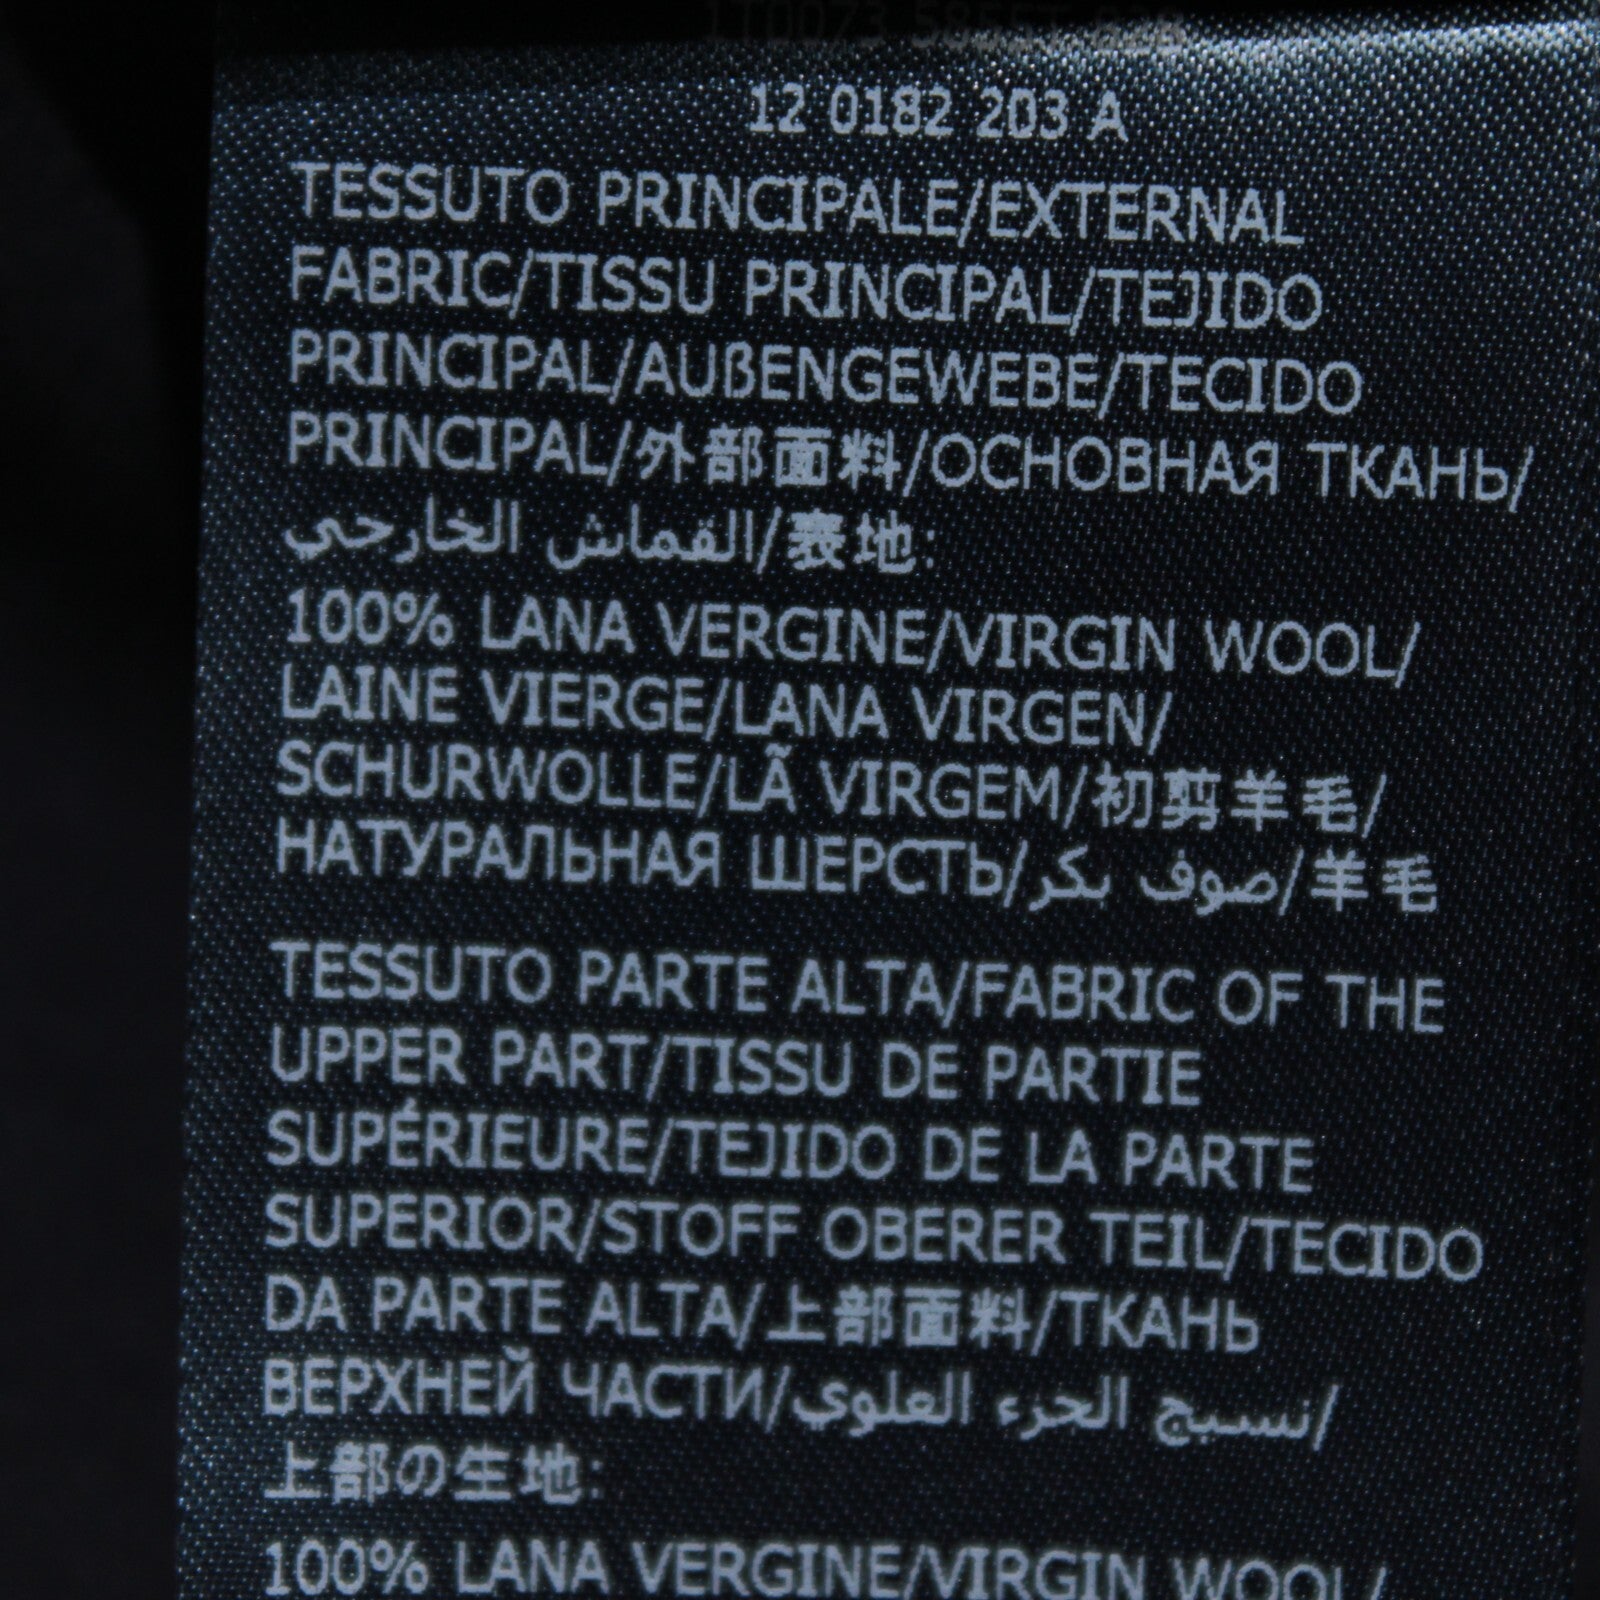 1T0073 5855T 828
12 0182 203 A
TESSUTO PRINCIPALE/EXTERNAL
FABRIC/TISSU PRINCIPAL/TEJIDO
PRINCIPAL/AUßENGEWEBE/TECIDO
PRINCIPAL/外部面料/ОСНОВНАЯ ТКАНЬ/
القماش الخارجي/表地:
100% LANA VERGINE/VIRGIN WOOL/
LAINE VIERGE/LANA VIRGEN/
SCHURWOLLE/LÃ VIRGEM/初剪羊毛/
НАТУРАЛЬНАЯ ШЕРСТЬ/صوف بكر/羊毛
TESSUTO PARTE ALTA/FABRIC OF THE
UPPER PART/TISSU DE PARTIE
SUPÉRIEURE/TEJIDO DE LA PARTE
SUPERIOR/STOFF OBERER TEIL/TECIDO
DA PARTE ALTA/上部面料/ТКАНЬ
ВЕРХНЕЙ ЧАСТИ/نسيج الجزء العلوي/
上部の生地:
100% LANA VERGINE/VIRGIN WOOL/